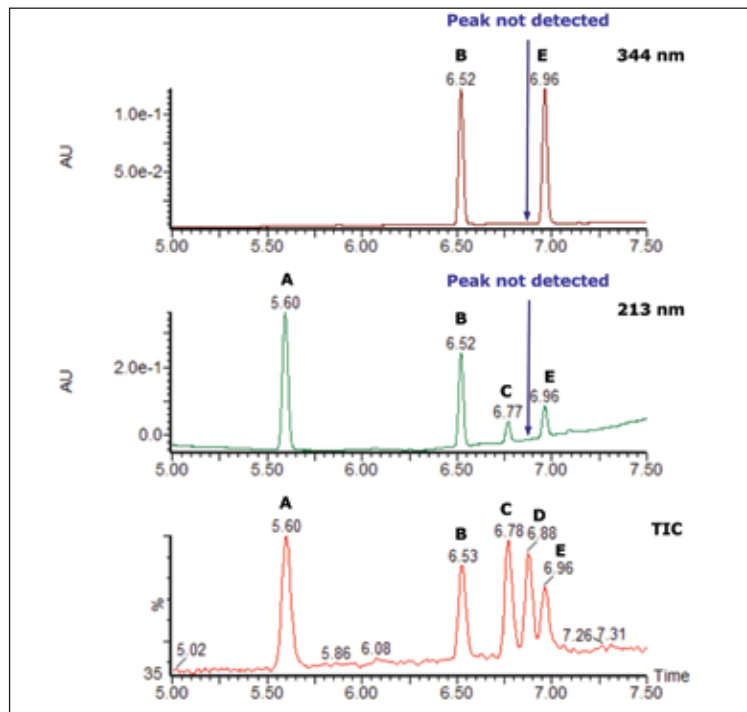 Peak not detected
344 nm
B
E
6.52
6.96
1.0e-1
AU
5.0e-2
5.00 5.50 6.00 6.50 7.00 7.50
Peak not detected
213 nm
A
5.60
B
6.52
2.0e-1
AU
C
6.77
E
6.96
0.0
5.00 5.50 6.00 6.50 7.00 7.50
TIC
A
5.60
B
6.53
C
6.78
D
6.88
E
6.96
%
5.02
5.86
6.08
7.26
7.31
35
Time
5.00 5.50 6.00 6.50 7.00 7.50